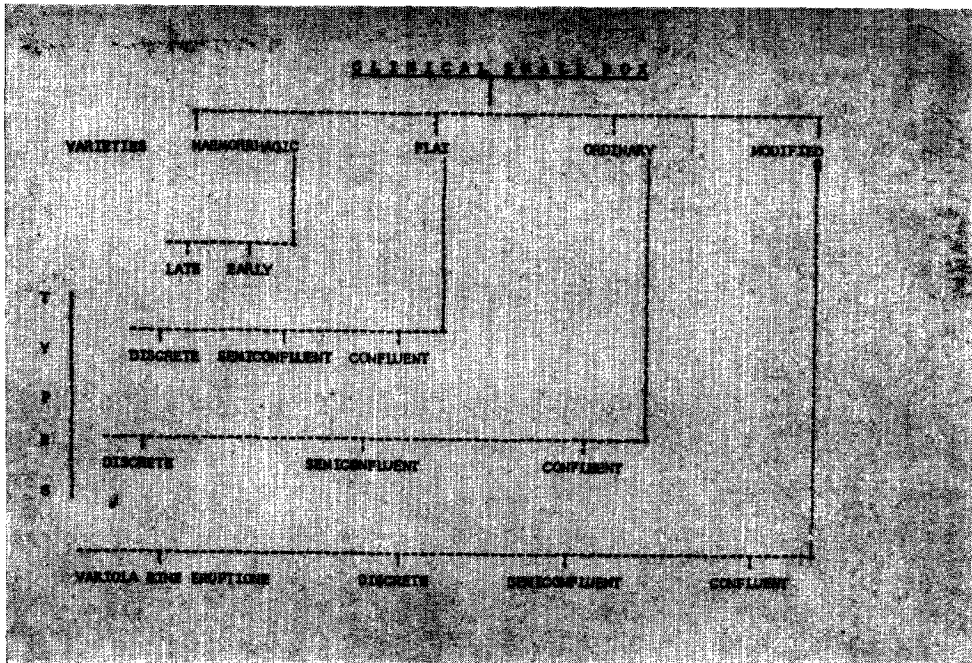 CLINICAL SMALL POX
VARIETIES HAEMORRHAGIC FLAT ORDINARY MODIFIED
LATE EARLY
T
Y
P
E
S
DISCRETE SEMICONFLUENT CONFLUENT
DISCRETE SEMICONFLUENT CONFLUENT
VARIOLA SINE ERUPTIONE DISCRETE SEMICONFLUENT CONFLUENT